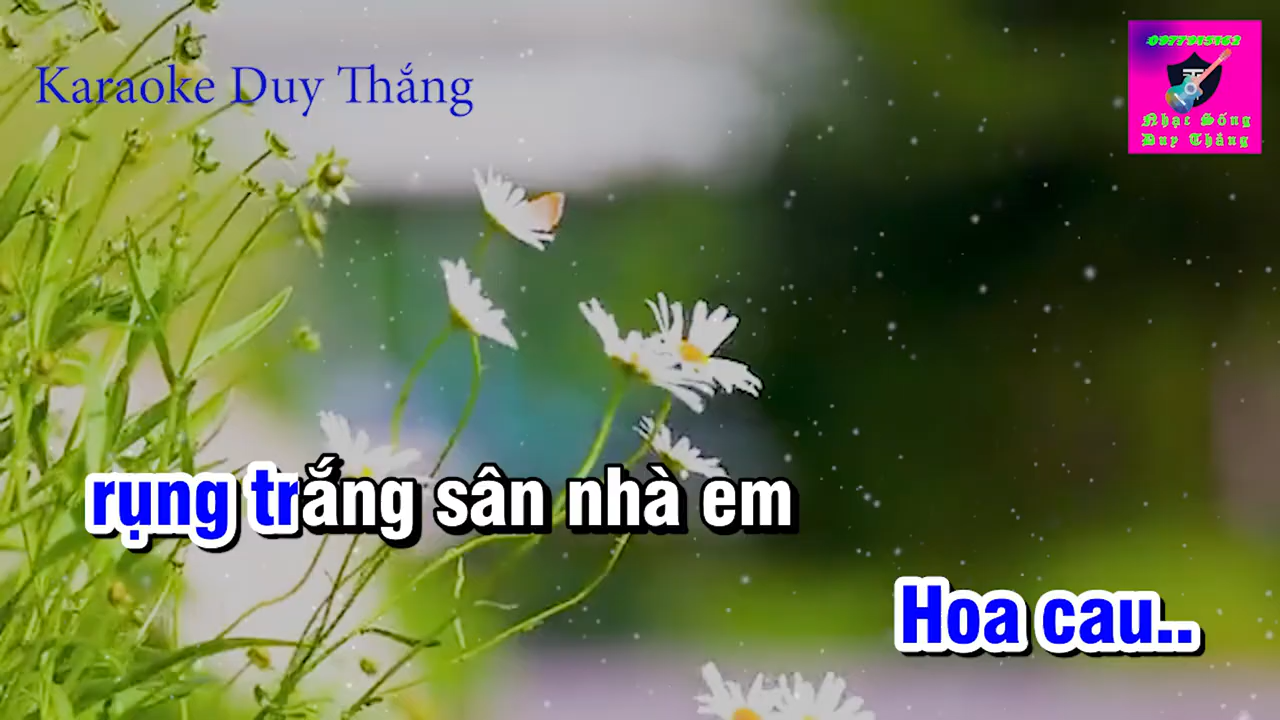 Karaoke Duy Thắng
Nhạc Sống
Duy Thắng
rụng trắng sân nhà em
Hoa cau..